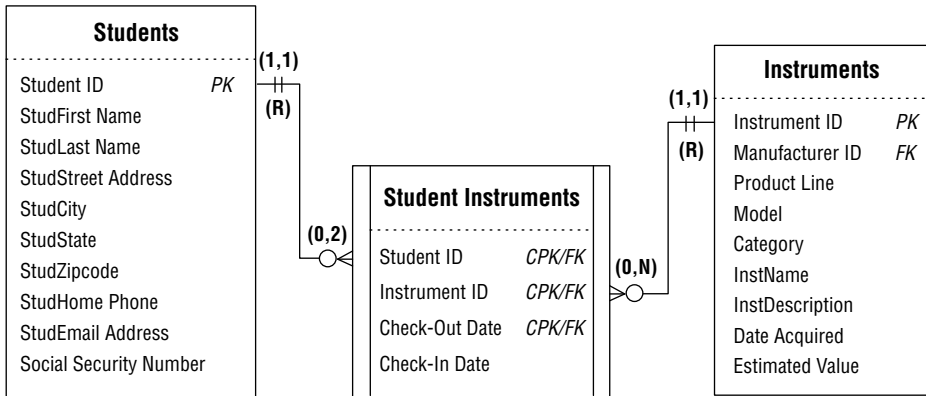 Students
Student ID PK
StudFirst Name
StudLast Name
StudStreet Address
StudCity
StudState
StudZipcode
StudHome Phone
StudEmail Address
Social Security Number
(1,1)
(R)
(0,2)
Student Instruments
Student ID CPK/FK
Instrument ID CPK/FK
Check-Out Date CPK/FK
Check-In Date
(1,1)
(R)
(0,N)
Instruments
Instrument ID PK
Manufacturer ID FK
Product Line
Model
Category
InstName
InstDescription
Date Acquired
Estimated Value